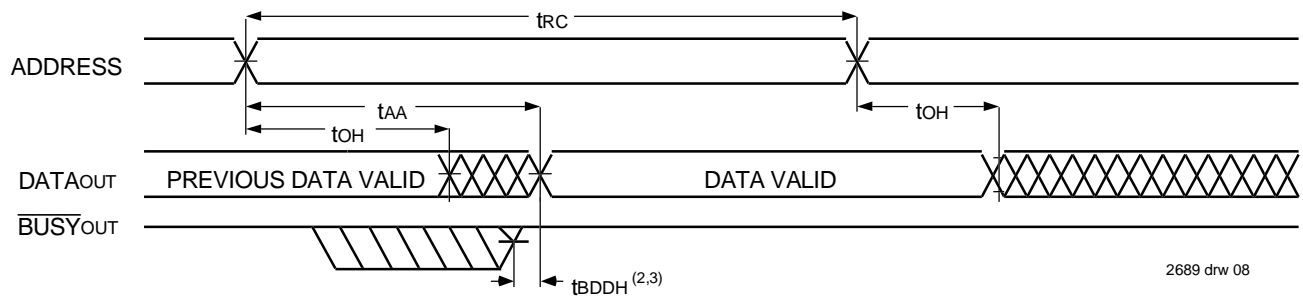 tRC
ADDRESS
tAA
tOH
tOH
DATAOUT
PREVIOUS DATA VALID
DATA VALID
BUSYOUT
tBDDH (2,3)
2689 drw 08